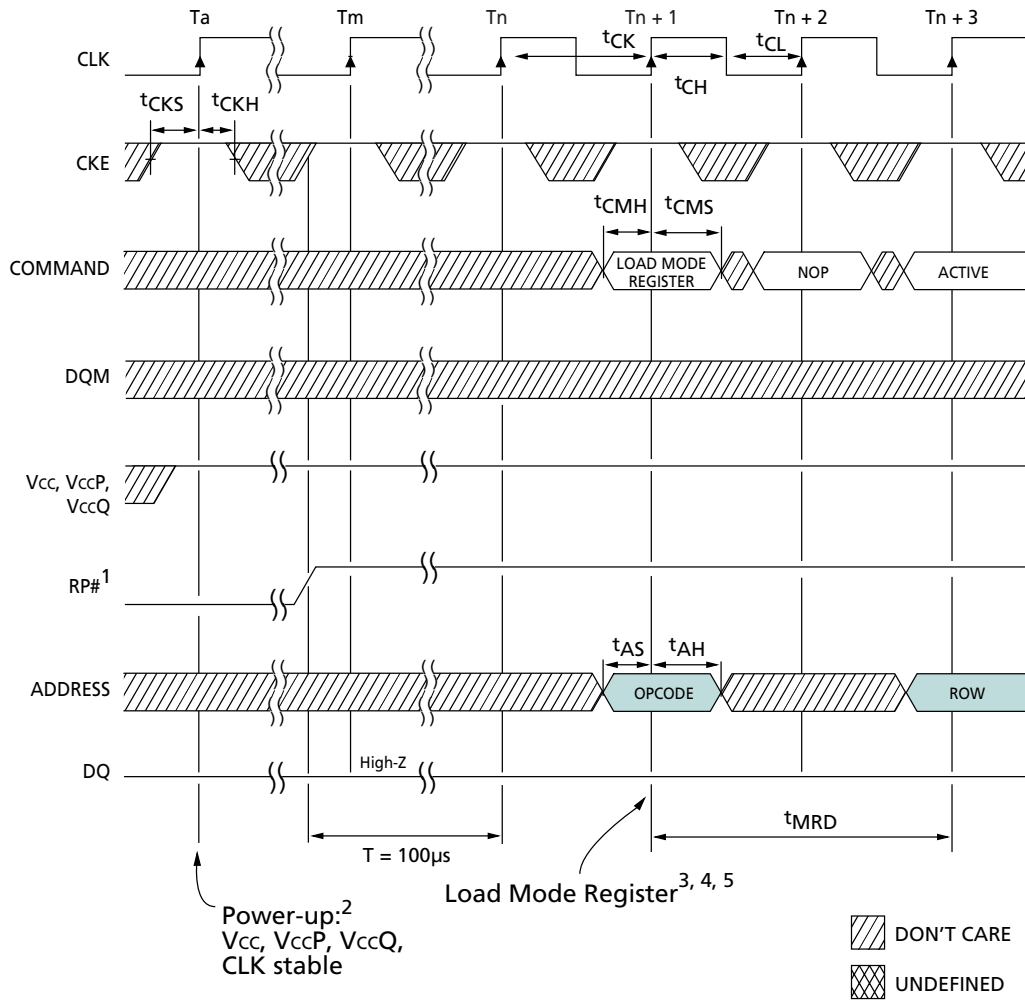 Ta Tm Tn Tn + 1 Tn + 2 Tn + 3
CLK
tCK
tCL
tCH
tCKS tCKH
CKE
tCMH tCMS
COMMAND
LOAD MODE
REGISTER
NOP
ACTIVE
DQM
Vcc, VccP,
VccQ
RP#1
tAS tAH
ADDRESS
OPCODE
ROW
DQ
High-Z
T = 100µs
tMRD
Load Mode Register3, 4, 5
Power-up:2
Vcc, VccP, VccQ,
CLK stable
DON'T CARE
UNDEFINED